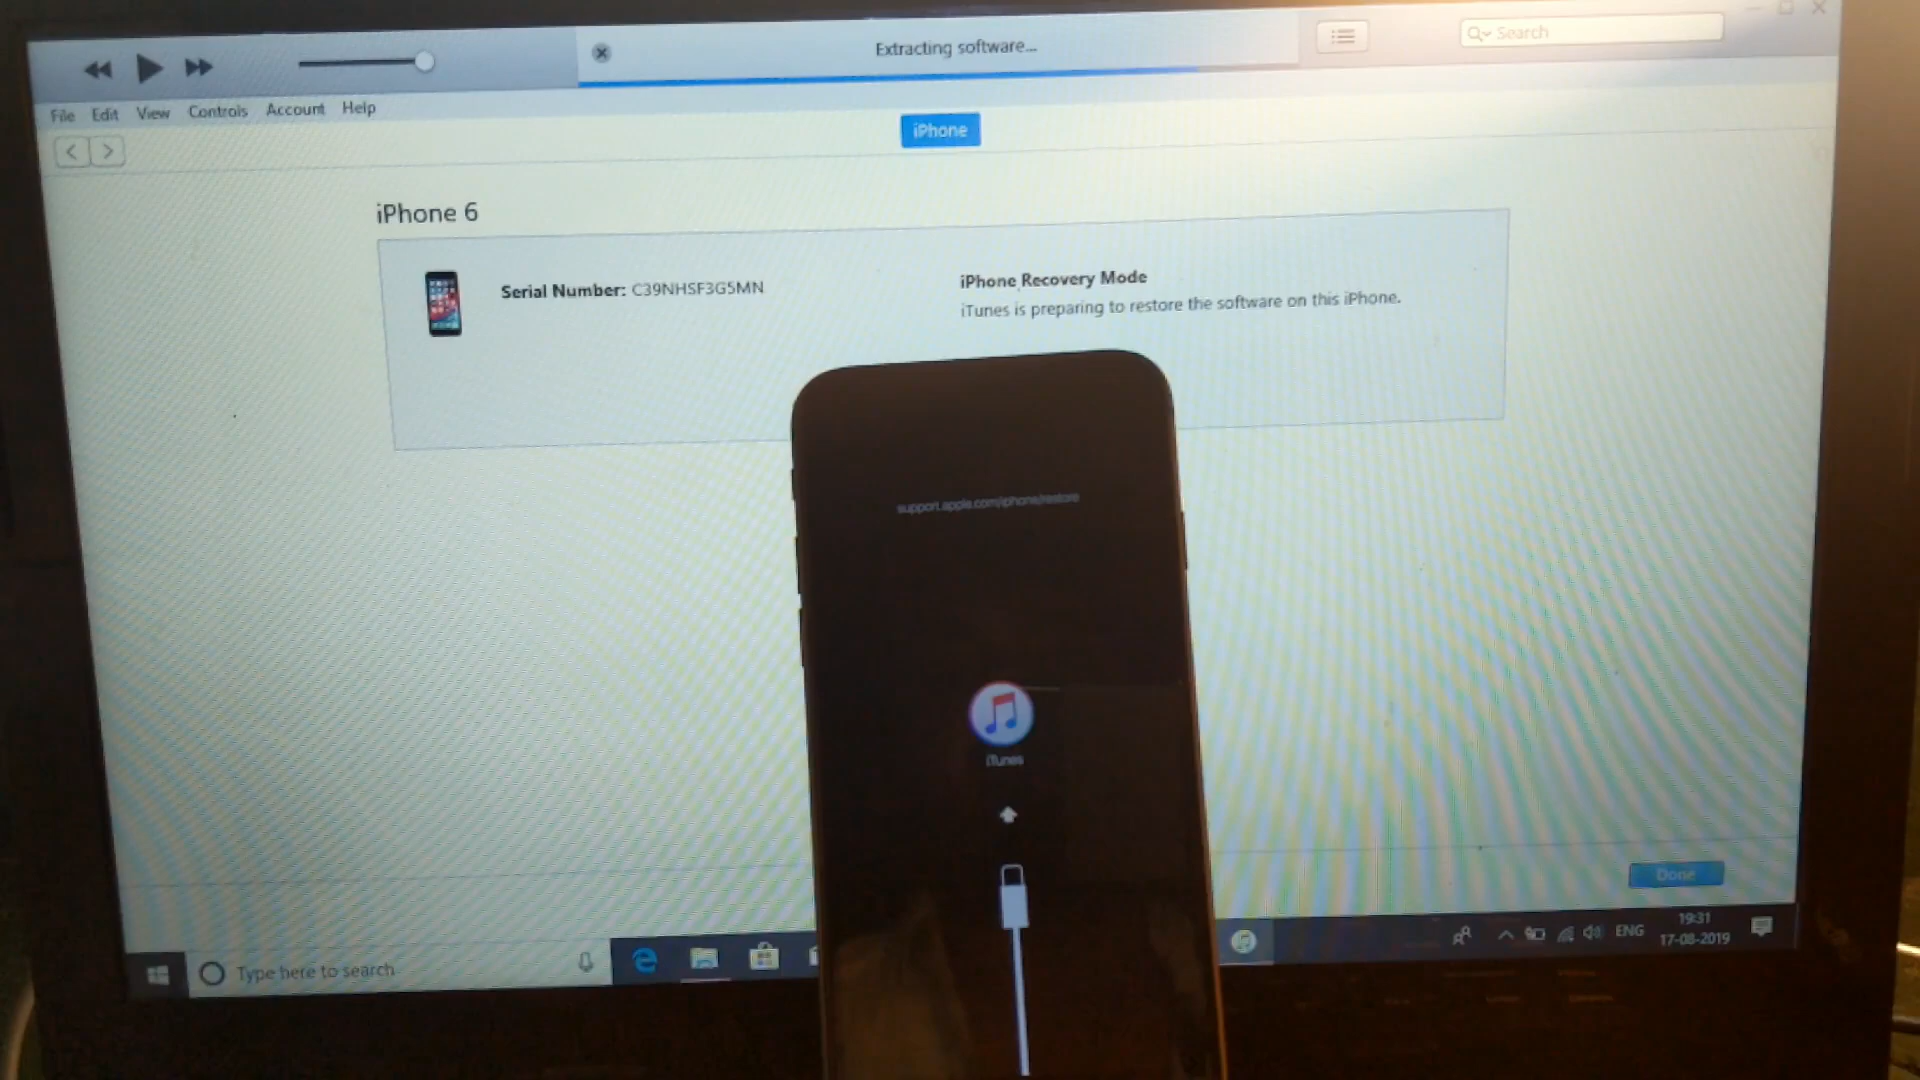 Extracting software...
Search
File Edit View Controls Account Help
iPhone
iPhone 6
Serial Number: C39NHSF3G5MN
iPhone Recovery Mode
iTunes is preparing to restore the software on this iPhone.
support.apple.com/iphone/restore
iTunes
Done
Type here to search
ENG
19:31
17-08-2019